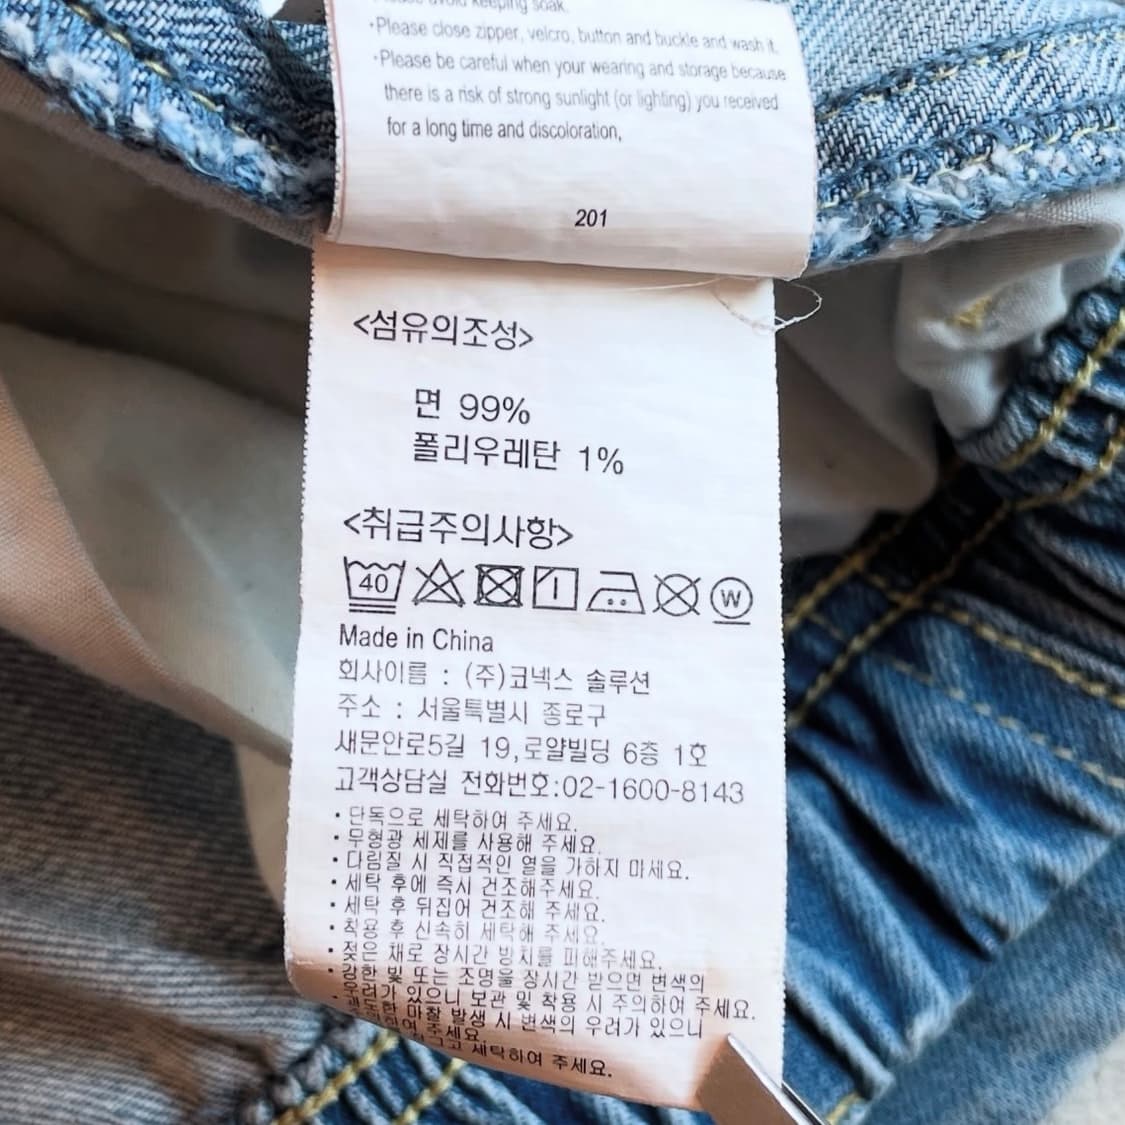 avoid keeping soak.
·Please close zipper, velcro, button and buckle and wash it.
·Please be careful when your wearing and storage because
there is a risk of strong sunlight (or lighting) you received
for a long time and discoloration,
201
<섬유의조성>
면 99%
폴리우레탄 1%
<취급주의사항>
40 W
Made in China
회사이름 : (주)코넥스 솔루션
주소 : 서울특별시 종로구
새문안로5길 19,로얄빌딩 6층 1호
고객상담실 전화번호:02-1600-8143
·단독으로 세탁하여 주세요.
·무형광 세제를 사용해 주세요.
·다림질 시 직접적인 열을 가하지 마세요.
·세탁 후에 즉시 건조해주세요.
·세탁 후 뒤집어 건조해 주세요.
·착용 후 신속히 세탁해 주세요.
·젖은 채로 장시간 방치를 피해주세요.
·강한 빛 또는 조명을 장시간 받으면 변색의
우려가 있으니 보관 및 착용 시 주의하여 주세요.
마찰 발생 시 변색의 우려가 있으니
주세요.
세탁하여 주세요.